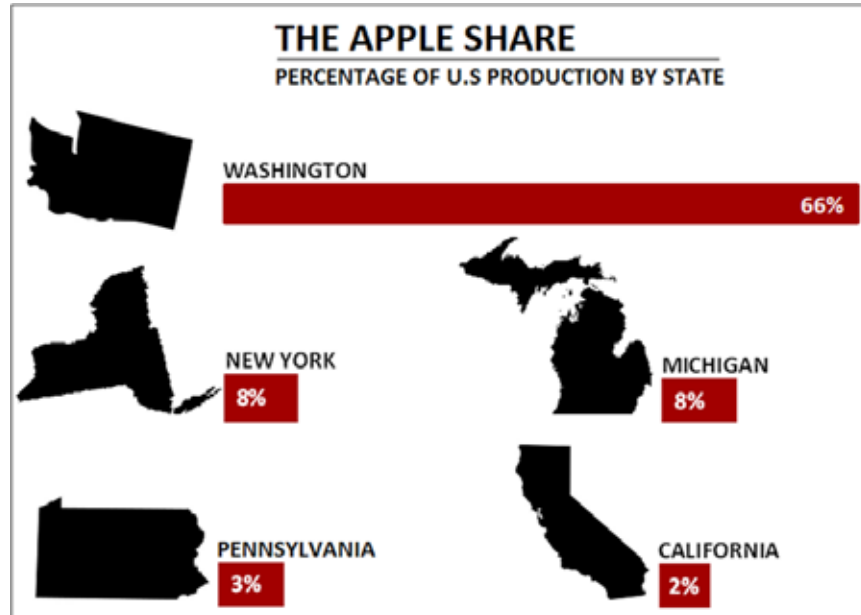 THE APPLE SHARE
PERCENTAGE OF U.S PRODUCTION BY STATE
WASHINGTON
66%
NEW YORK
8%
MICHIGAN
8%
PENNSYLVANIA
3%
CALIFORNIA
2%